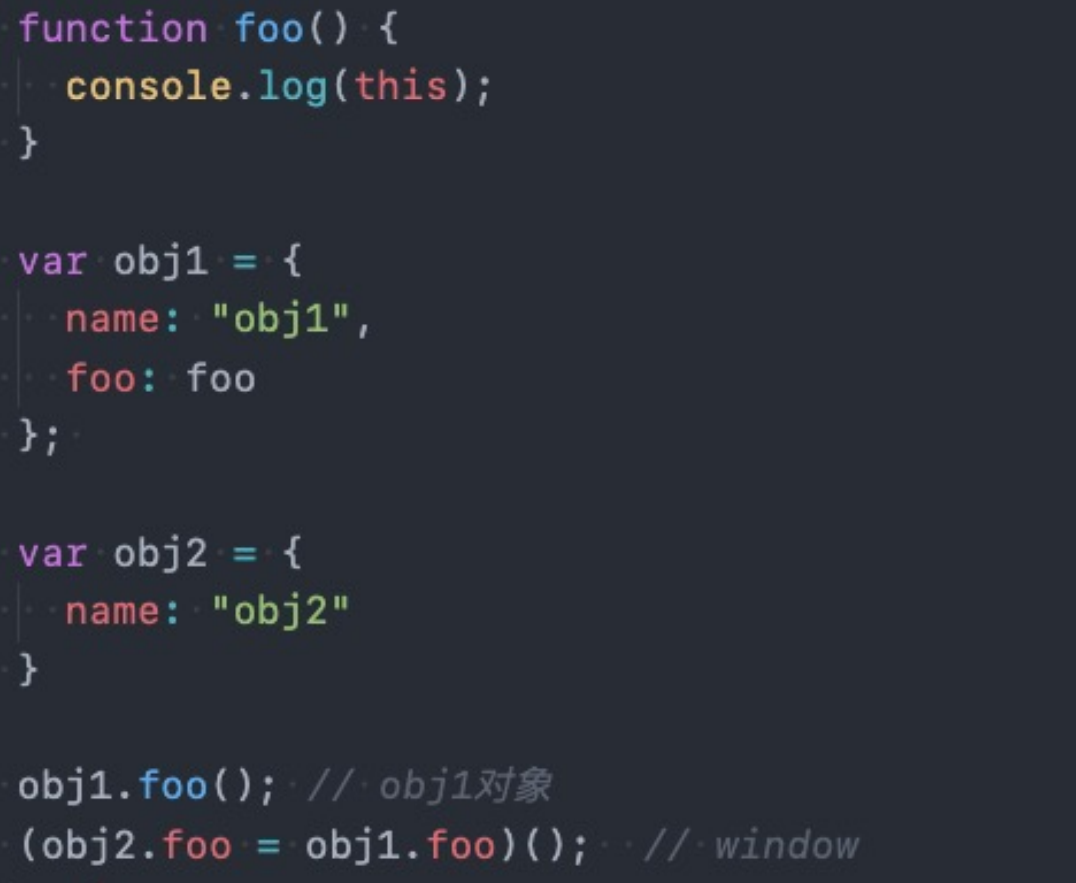 function foo() {
  console.log(this);
}
var obj1 = {
  name: "obj1",
  foo: foo
};
var obj2 = {
  name: "obj2"
}
obj1.foo(); // obj1对象
(obj2.foo = obj1.foo)();  // window